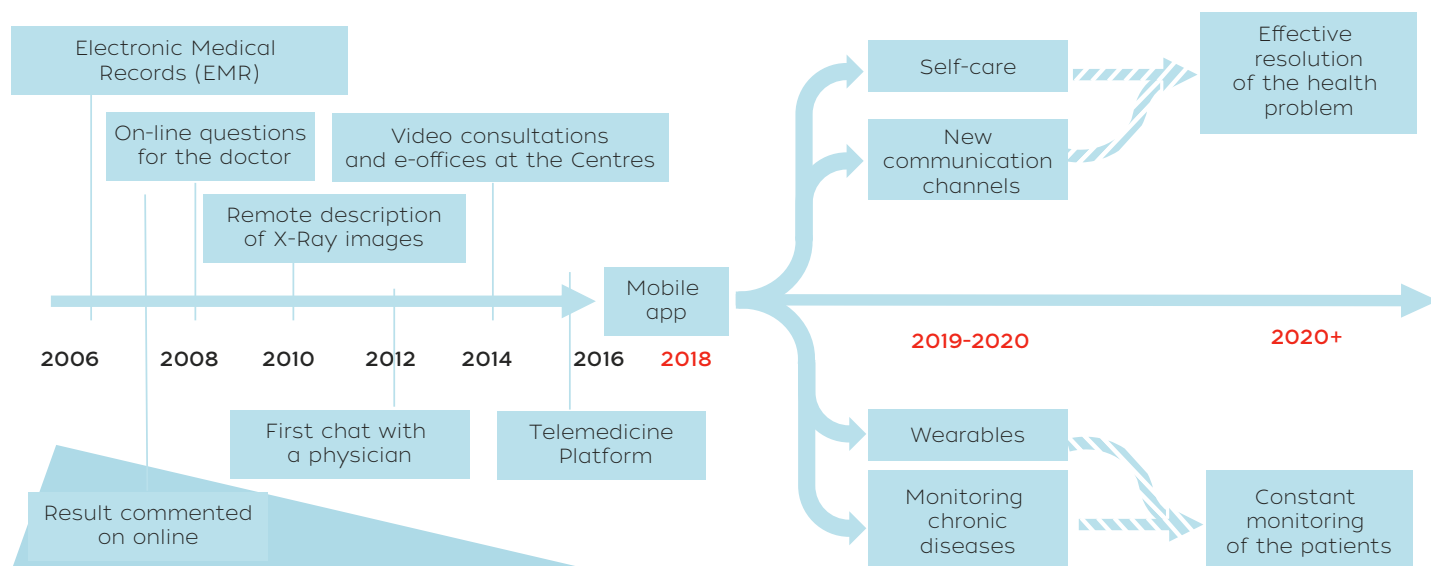 Electronic Medical
Records (EMR)
On-line questions
for the doctor
Video consultations
and e-offices at the Centres
Remote description
of X-Ray images
Mobile
app
2006
2008
2010
2012
2014
2016
2018
First chat with
a physician
Telemedicine
Platform
Result commented
on online
Self-care
New
communication
channels
Effective
resolution
of the health
problem
2019-2020
2020+
Wearables
Monitoring
chronic
diseases
Constant
monitoring
of the patients